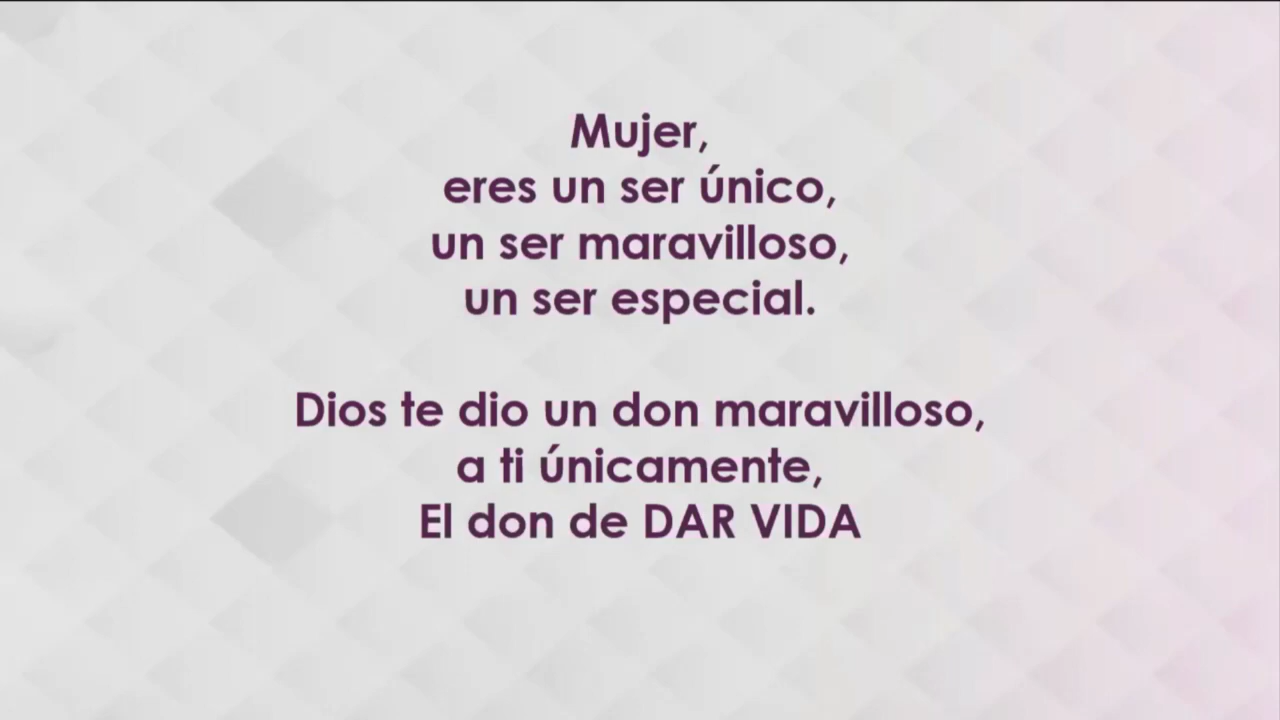 Mujer,
eres un ser único,
un ser maravilloso,
un ser especial.
Dios te dio un don maravilloso,
a ti únicamente,
El don de DAR VIDA